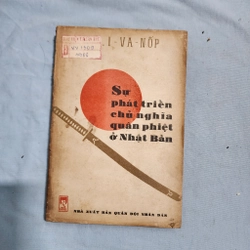 I·VA-NỐP
Sự
phát triển
chủ nghĩa
quân phiệt
ở Nhật Bản
NHÀ XUẤT BẢN QUÂN ĐỘI NHÂN DÂN